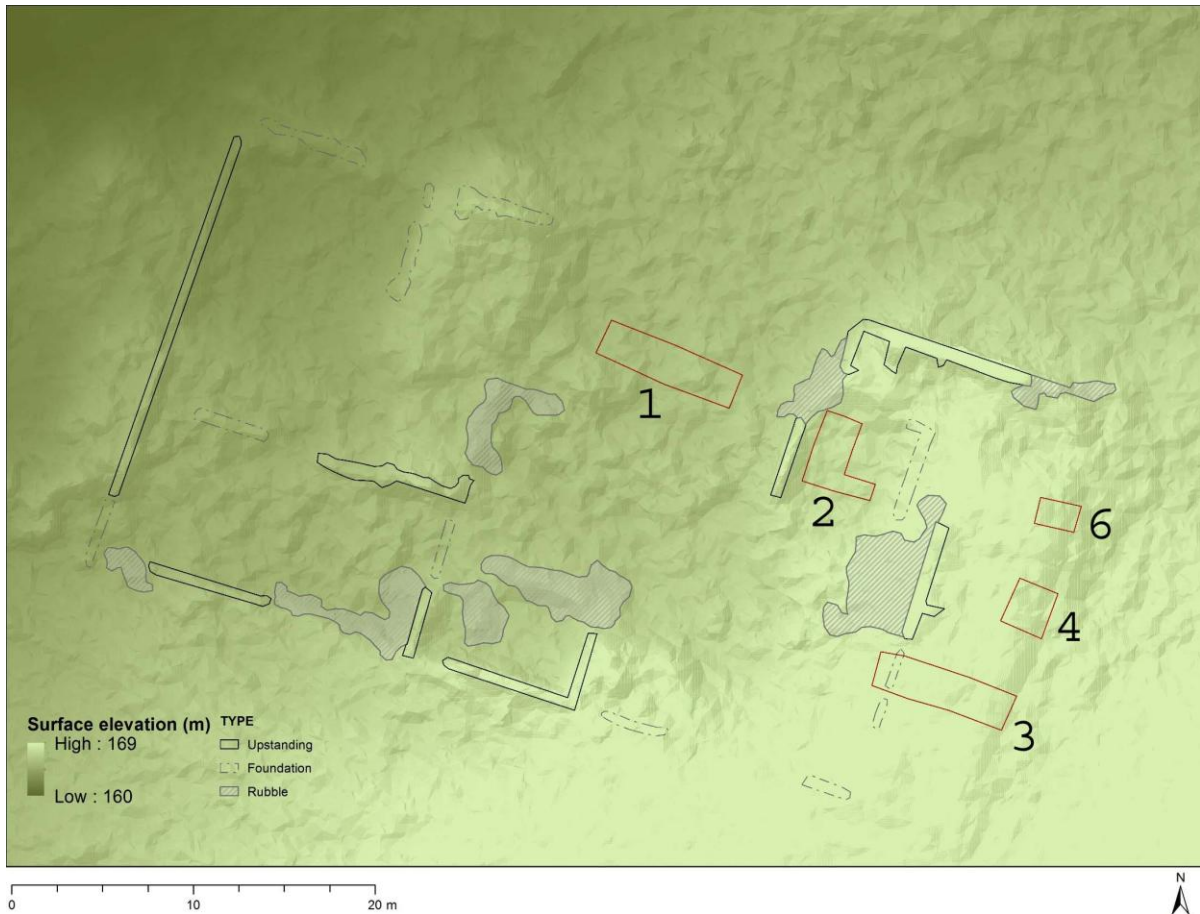 1
2
6
4
3
Surface elevation (m)
High : 169
Low : 160
TYPE
Upstanding
Foundation
Rubble
0 10 20 m
N